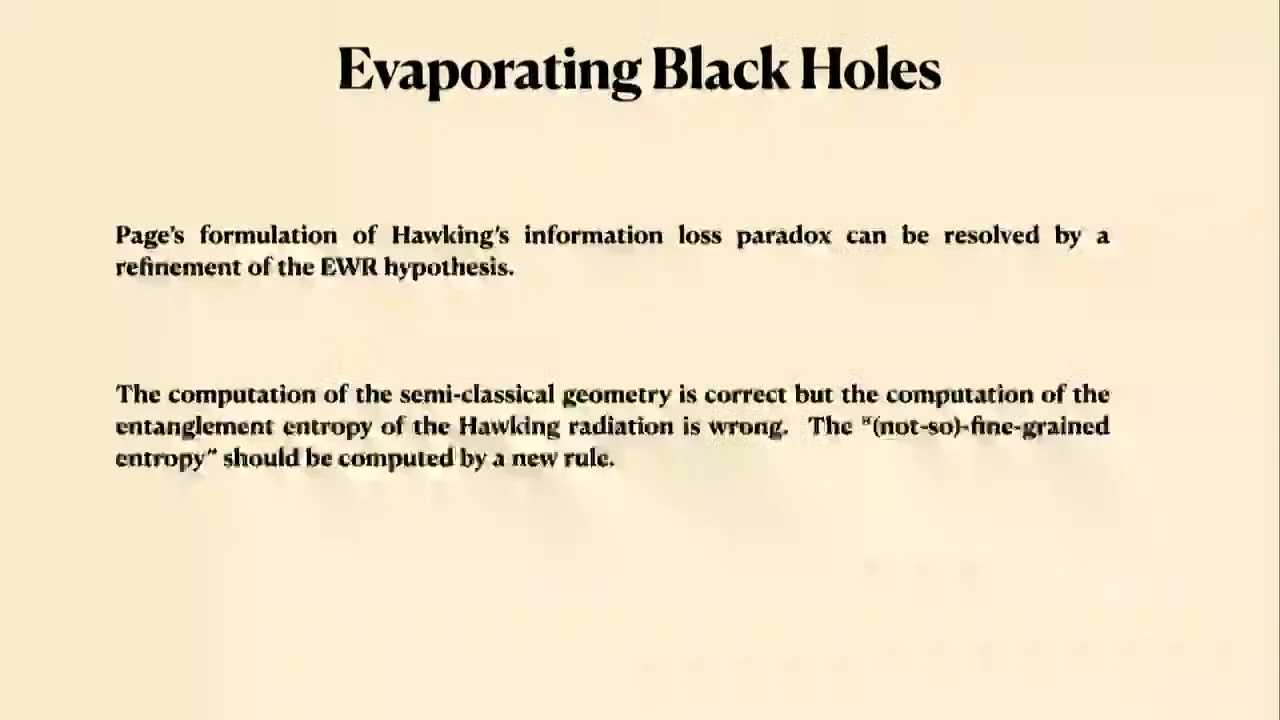 Evaporating Black Holes
Page's formulation of Hawking's information loss paradox can be resolved by a
refinement of the EWR hypothesis.
The computation of the semi-classical geometry is correct but the computation of the
entanglement entropy of the Hawking radiation is wrong. The "(not-so)-fine-grained
entropy" should be computed by a new rule.